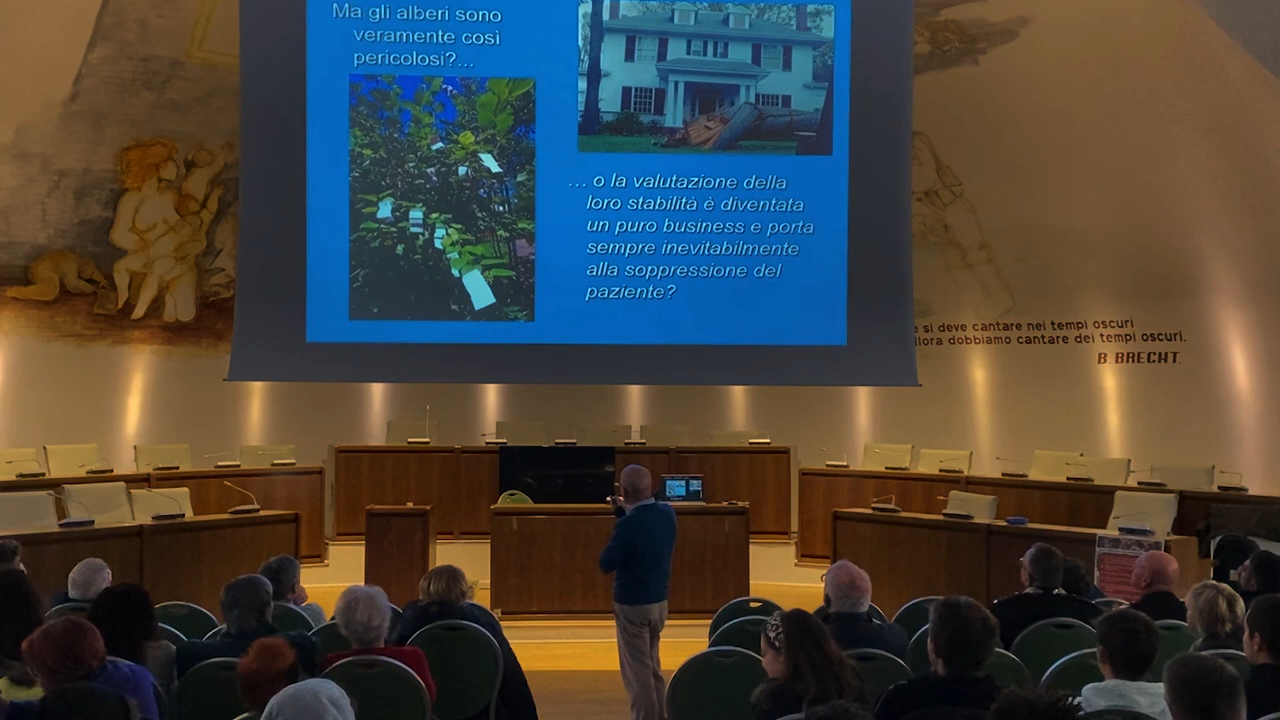 Ma gli alberi sono
veramente così
pericolosi?...
... o la valutazione della
loro stabilità è diventata
un puro business e porta
sempre inevitabilmente
alla soppressione del
paziente?
e si deve cantare nei tempi oscuri
llora dobbiamo cantare dei tempi oscuri.
B. BRECHT.